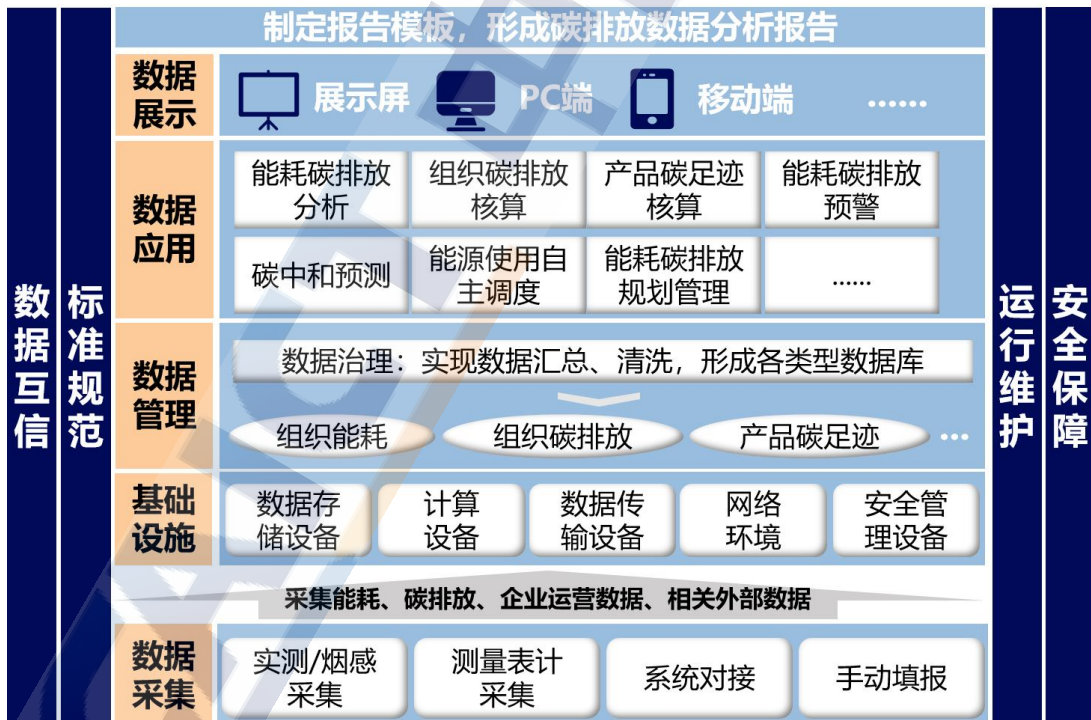 制定报告模板，形成碳排放数据分析报告
数据
展示
展示屏
PC端
移动端
······
数据
应用
能耗碳排放
分析
组织碳排放
核算
产品碳足迹
核算
能耗碳排放
预警
碳中和预测
能源使用自
主调度
能耗碳排放
规划管理
······
数据
管理
数据治理：实现数据汇总、清洗，形成各类型数据库
组织能耗
组织碳排放
产品碳足迹
···
基础
设施
数据存
储设备
计算
设备
数据传
输设备
网络
环境
安全管
理设备
采集能耗、碳排放、企业运营数据、相关外部数据
数据
采集
实测/烟感
采集
测量表计
采集
系统对接
手动填报
数据互信
标准规范
运行维护
安全保障